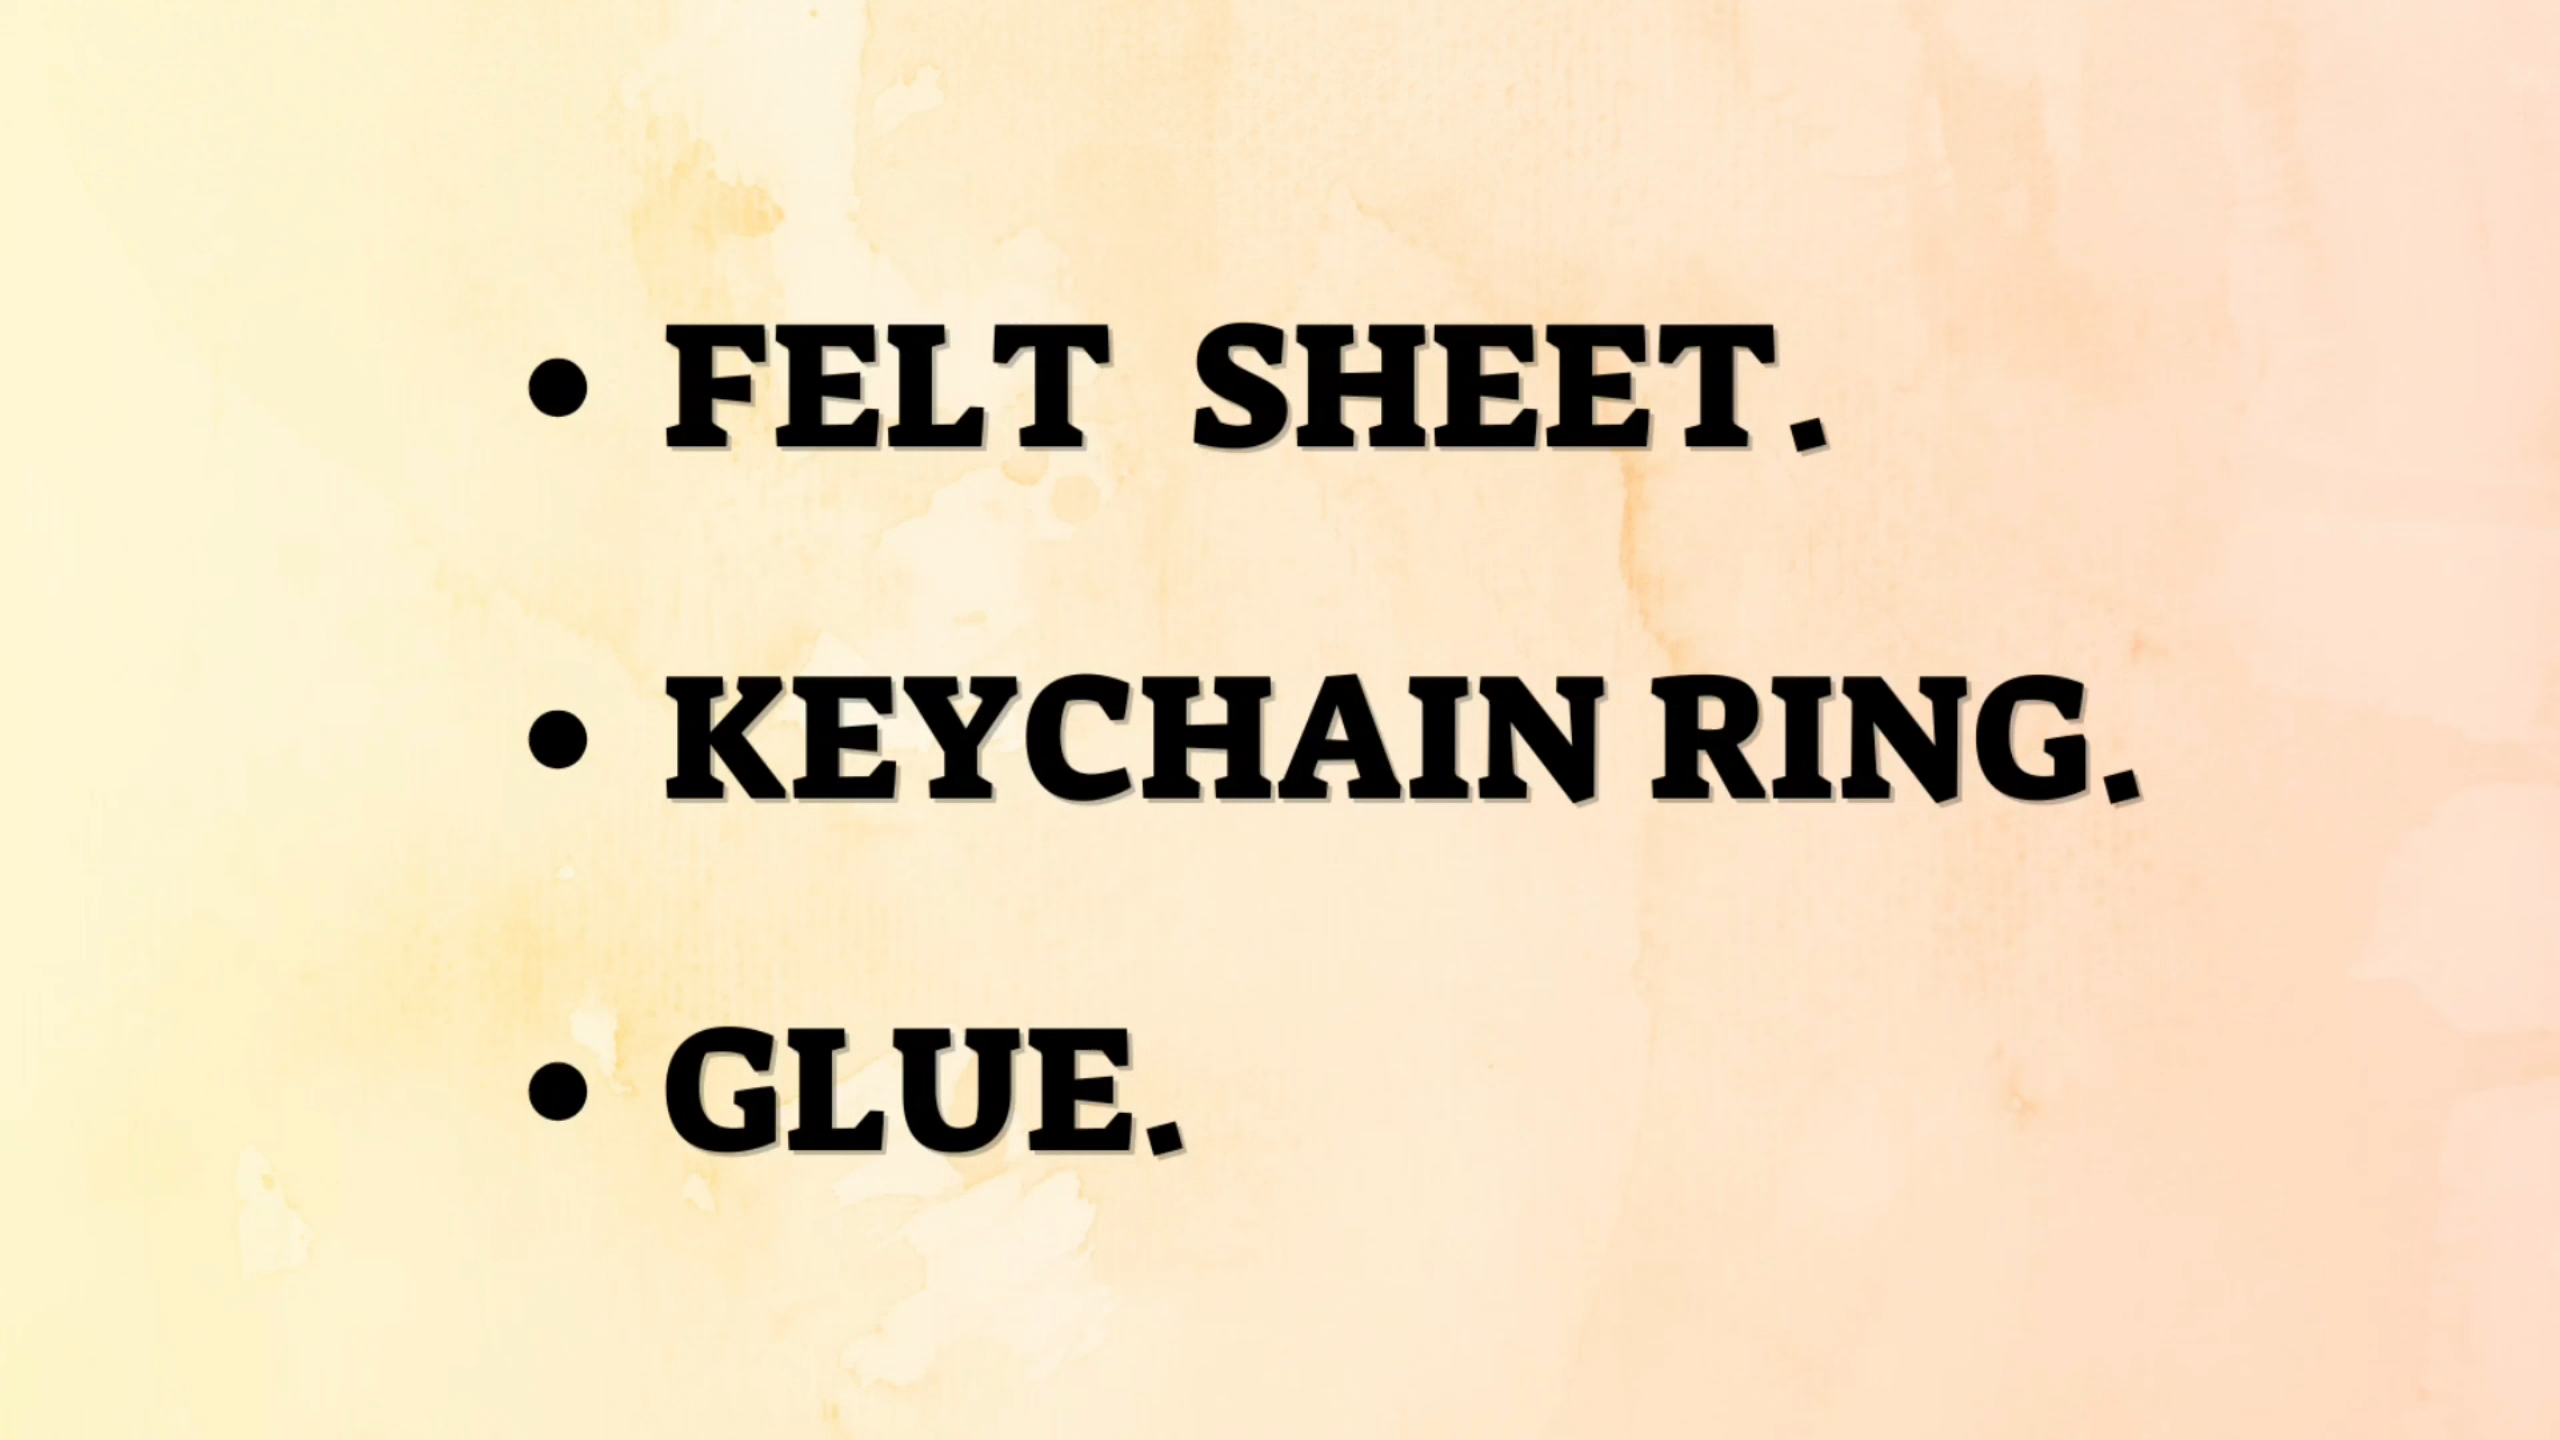 • FELT SHEET.
• KEYCHAIN RING.
• GLUE.